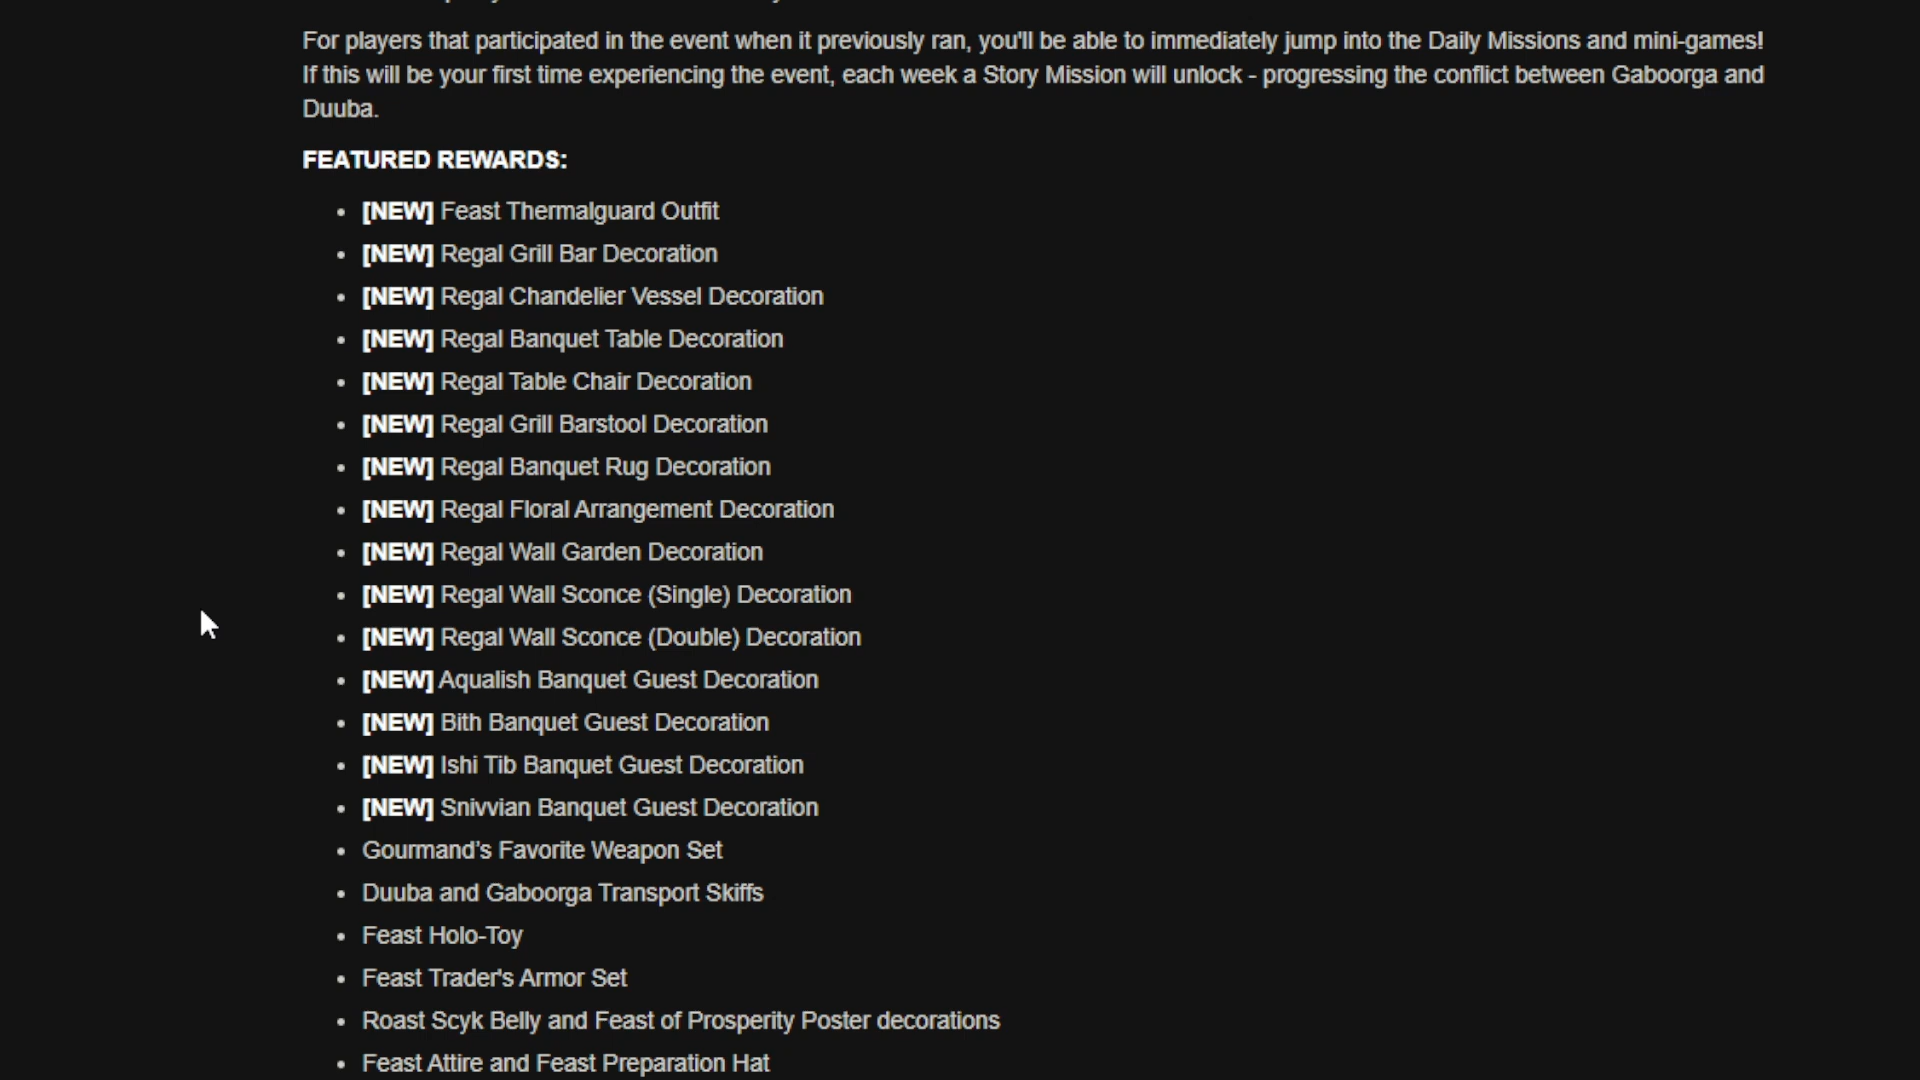 For players that participated in the event when it previously ran, you'll be able to immediately jump into the Daily Missions and mini-games!
If this will be your first time experiencing the event, each week a Story Mission will unlock - progressing the conflict between Gaboorga and
Duuba.
FEATURED REWARDS:
• [NEW] Feast Thermalguard Outfit
• [NEW] Regal Grill Bar Decoration
• [NEW] Regal Chandelier Vessel Decoration
• [NEW] Regal Banquet Table Decoration
• [NEW] Regal Table Chair Decoration
• [NEW] Regal Grill Barstool Decoration
• [NEW] Regal Banquet Rug Decoration
• [NEW] Regal Floral Arrangement Decoration
• [NEW] Regal Wall Garden Decoration
• [NEW] Regal Wall Sconce (Single) Decoration
• [NEW] Regal Wall Sconce (Double) Decoration
• [NEW] Aqualish Banquet Guest Decoration
• [NEW] Bith Banquet Guest Decoration
• [NEW] Ishi Tib Banquet Guest Decoration
• [NEW] Snivvian Banquet Guest Decoration
• Gourmand's Favorite Weapon Set
• Duuba and Gaboorga Transport Skiffs
• Feast Holo-Toy
• Feast Trader's Armor Set
• Roast Scyk Belly and Feast of Prosperity Poster decorations
• Feast Attire and Feast Preparation Hat